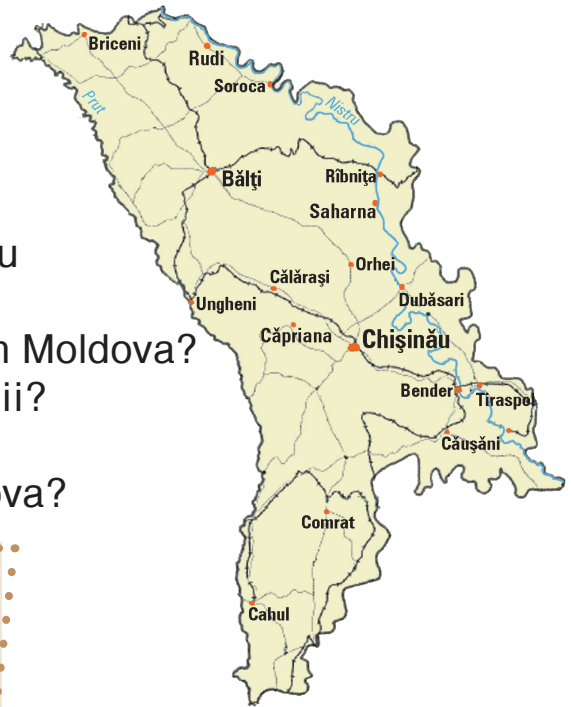 Briceni
Rudi
Soroca
Prut
Nistru
Bălţi
Rîbniţa
Saharna
u
Orhei
Călăraşi
Dubăsari
Ungheni
Căpriana
Chişinău
n Moldova?
ii?
Bender
Tiraspol
Căuşăni
ova?
Comrat
Cahul